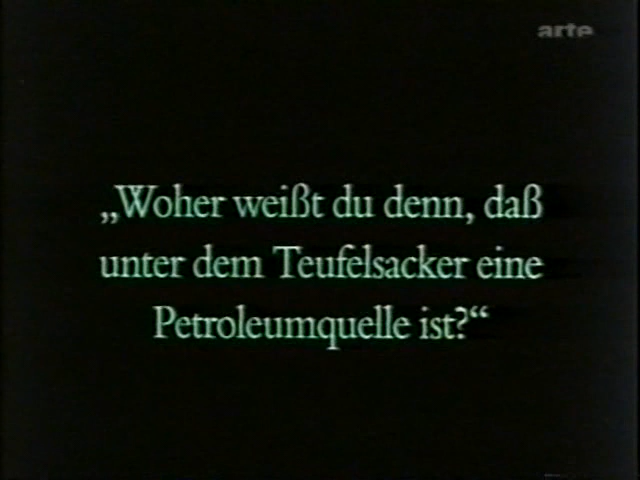 arte
„Woher weißt du denn, daß
unter dem Teufelsacker eine
Petroleumquelle ist?“